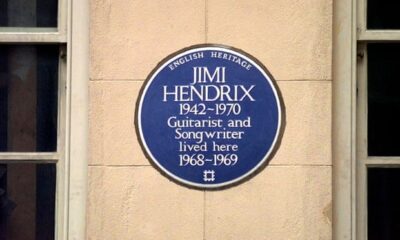 ENGLISH HERITAGE
JIMI
HENDRIX
1942~1970
Guitarist and
Songwriter
lived here
1968~1969